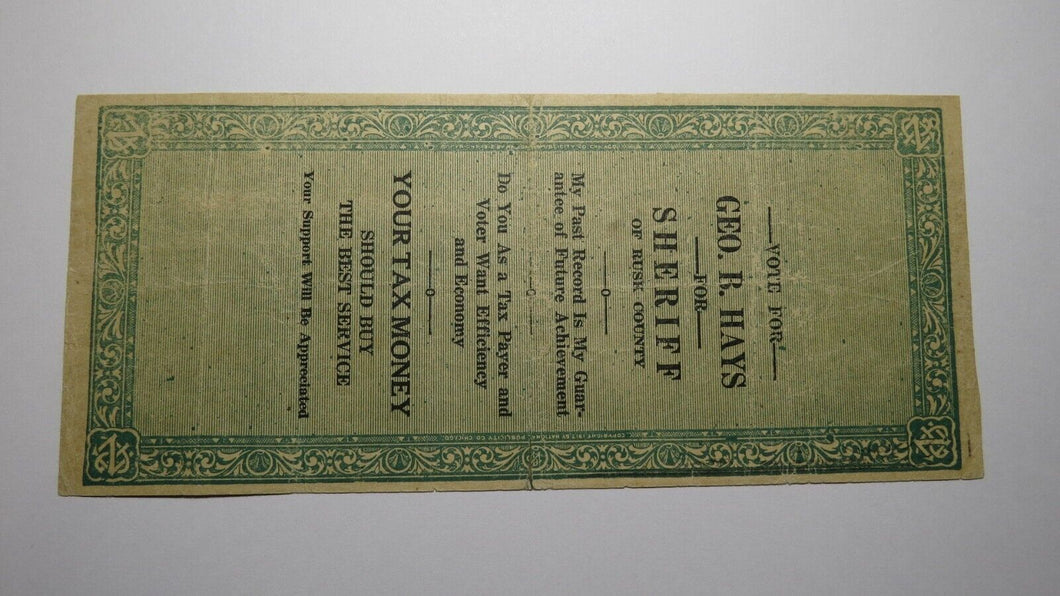 VOTE FOR
GEO. B. HAYS
FOR
SHERIFF
OF RUSK COUNTY
o
My Past Record Is My Guar-
antee of Future Achievement
o
Do You As a Tax Payer and
Voter Want Efficiency
and Economy
o
YOUR TAX MONEY
SHOULD BUY
THE BEST SERVICE
Your Support Will Be Appreciated